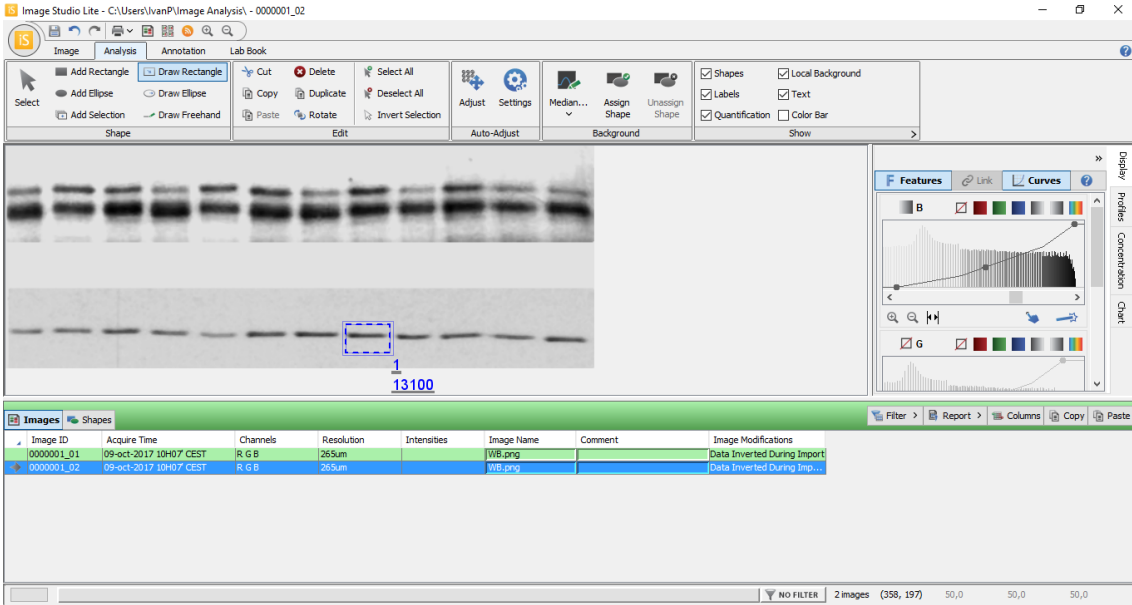 iS Image Studio Lite - C:\Users\IvanP\Image Analysis\ - 0000001_02
iS
Image Analysis Annotation Lab Book
Select
Add Rectangle Draw Rectangle
Add Ellipse Draw Ellipse
Add Selection Draw Freehand
Shape
Cut Delete Select All
Copy Duplicate Deselect All
Paste Rotate Invert Selection
Edit
Adjust Settings
Auto-Adjust
Median... Assign Shape Unassign Shape
Background
Shapes Local Background
Labels Text
Quantification Color Bar
Show >
1
13100
»
Features Link Curves ?
B
G
Display
Profiles
Concentration
Chart
Images Shapes
Filter > Report > Columns Copy Paste
Image ID Acquire Time Channels Resolution Intensities Image Name Comment Image Modifications
0000001_01 09-oct-2017 10H07' CEST R G B 265um WB.png Data Inverted During Import
0000001_02 09-oct-2017 10H07' CEST R G B 265um WB.png Data Inverted During Imp...
NO FILTER 2 images (358, 197) 50,0 50,0 50,0